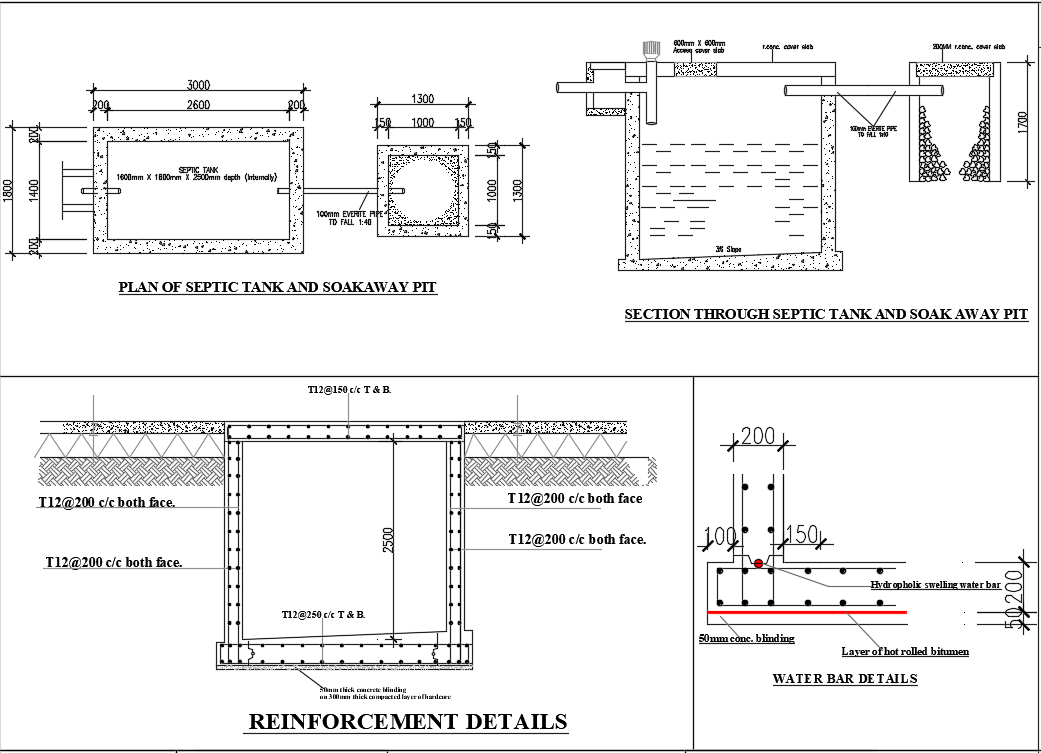 3000
200
2600
200
1300
150
1000
150
200
1800
1400
200
SEPTIC TANK
1600mm X 1800mm X 2500mm depth (internally)
100mm EVERITE PIPE
TO FALL 1:40
150
1000
1300
150
PLAN OF SEPTIC TANK AND SOAKAWAY PIT
600mm X 600mm
Access cover slab
r.conc. cover slab
200MM r.conc. cover slab
100mm EVERITE PIPE
TO FALL 1:40
1700
3% Slope
SECTION THROUGH SEPTIC TANK AND SOAK AWAY PIT
T12@150 c/c T & B.
T12@200 c/c both face.
T12@200 c/c both face
T12@200 c/c both face.
T12@200 c/c both face.
2500
T12@250 c/c T & B.
50mm thick concrete blinding
on 300mm thick compacted layer of hardcore
REINFORCEMENT DETAILS
200
100
150
Hydropholic swelling water bar
200
50
50mm conc. blinding
Layer of hot rolled bitumen
WATER BAR DETAILS